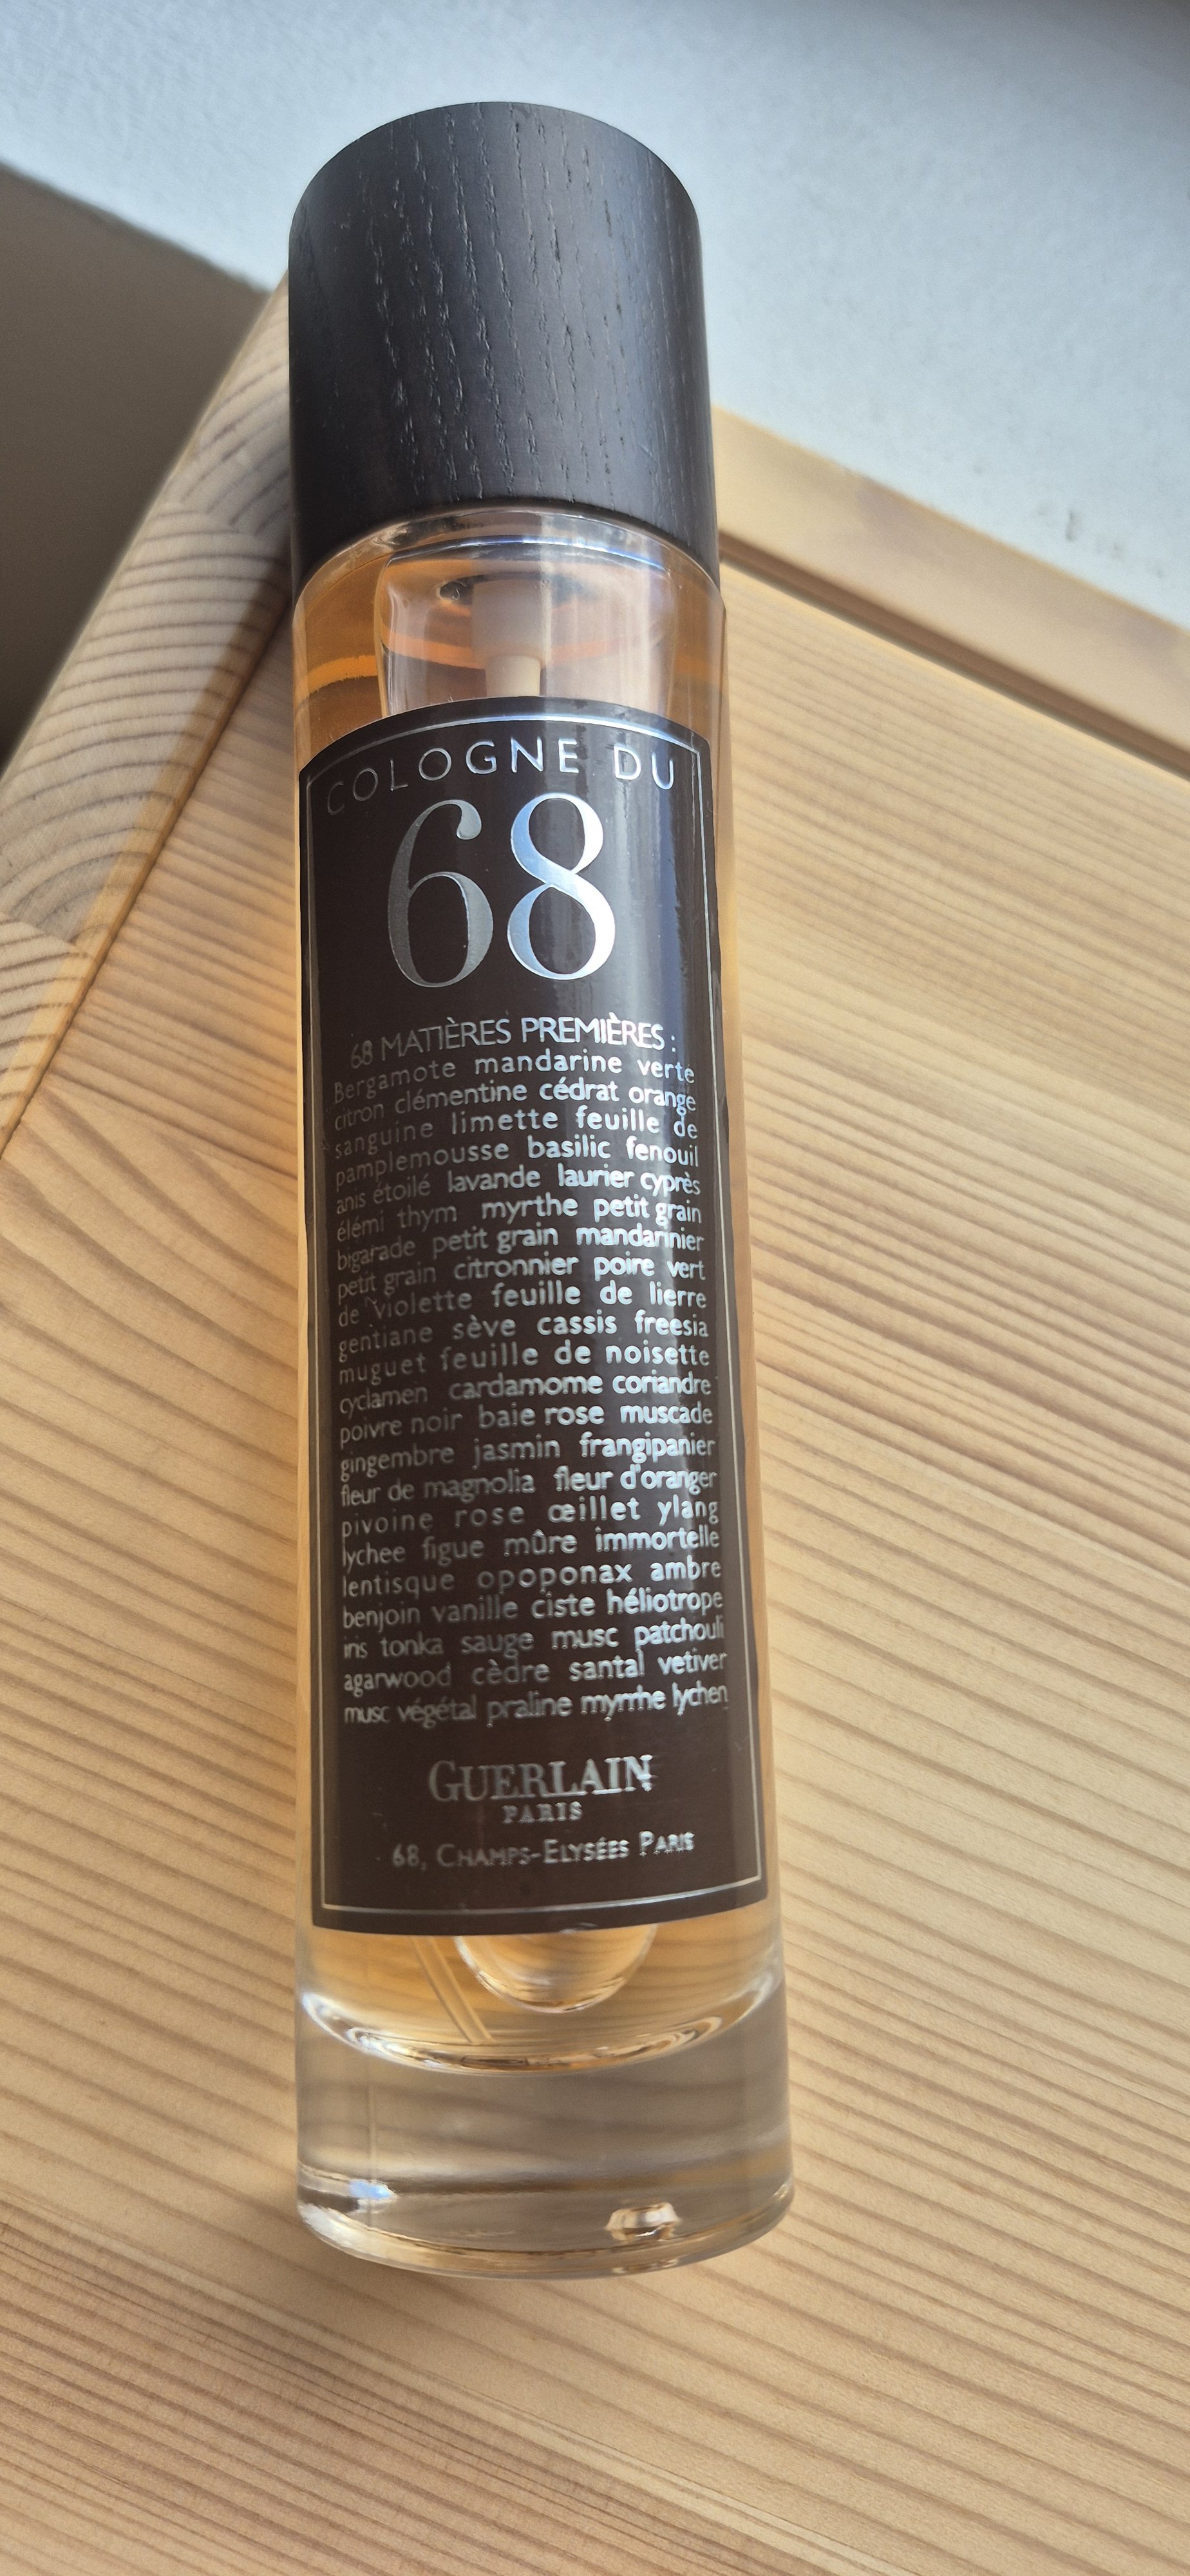 COLOGNE DU
68
68 MATIÈRES PREMIÈRES :
Bergamote mandarine verte
citron clémentine cédrat orange
sanguine limette feuille de
pamplemousse basilic fenouil
anis étoilé lavande laurier cyprès
élémi thym myrthe petit grain
bigarade petit grain mandarinier
petit grain citronnier poire vert
de violette feuille de lierre
gentiane sève cassis freesia
muguet feuille de noisette
cyclamen cardamome coriandre
poivre noir baie rose muscade
gingembre jasmin frangipanier
fleur de magnolia fleur d'oranger
pivoine rose œillet ylang
lychee figue mûre immortelle
lentisque opoponax ambre
benjoin vanille ciste héliotrope
iris tonka sauge musc patchouli
agarwood cèdre santal vetiver
musc végétal praline myrrhe lychen
GUERLAIN
PARIS
68, CHAMPS-ELYSÉES PARIS